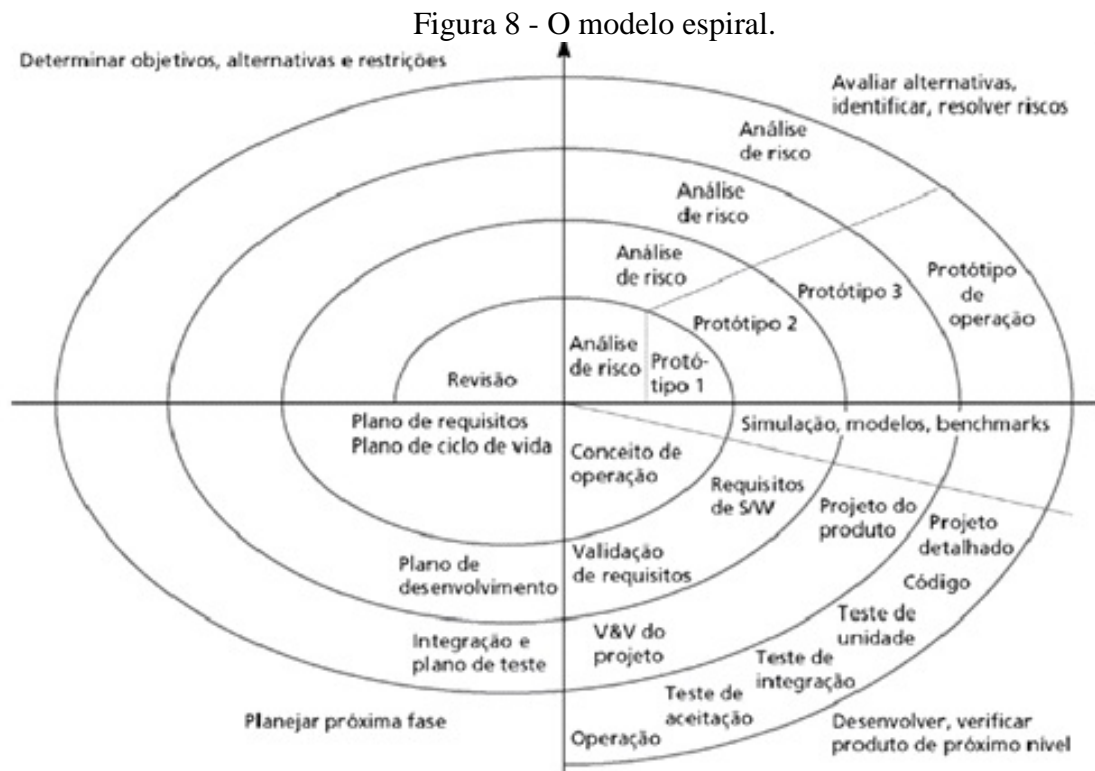 Figura 8 - O modelo espiral.
Determinar objetivos, alternativas e restrições
Avaliar alternativas,
identificar, resolver riscos
Análise
de risco
Análise
de risco
Análise
de risco
Protótipo
de
operação
Protótipo 3
Protótipo 2
Análise
de risco
Protó-
tipo 1
Revisão
Plano de requisitos
Plano de ciclo de vida
Simulação, modelos, benchmarks
Conceito de
operação
Requisitos
de S/W
Projeto do
produto
Projeto
detalhado
Plano de
desenvolvimento
Validação
de requisitos
Código
Teste de
unidade
Integração e
plano de teste
V&V do
projeto
Teste de
integração
Teste de
aceitação
Operação
Planejar próxima fase
Desenvolver, verificar
produto de próximo nível